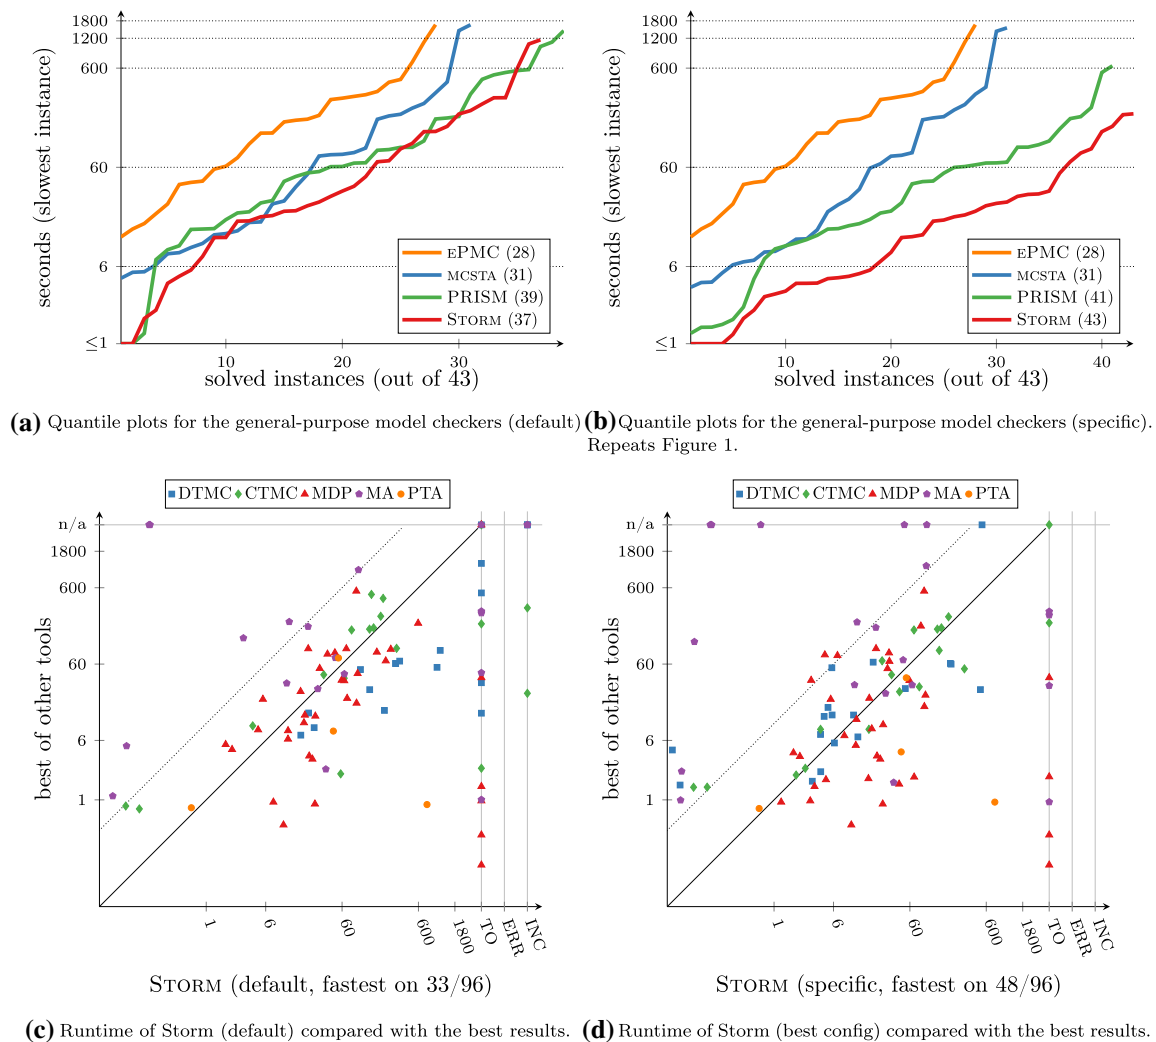 1800
1200
600
60
6
≤1
seconds (slowest instance)
10
20
30
solved instances (out of 43)
ePMC (28)
mcsta (31)
PRISM (39)
Storm (37)
(a) Quantile plots for the general-purpose model checkers (default)
1800
1200
600
60
6
≤1
seconds (slowest instance)
10
20
30
40
solved instances (out of 43)
ePMC (28)
mcsta (31)
PRISM (41)
Storm (43)
(b) Quantile plots for the general-purpose model checkers (specific).
Repeats Figure 1.
DTMC CTMC MDP MA PTA
n/a
1800
600
60
6
1
best of other tools
1
6
60
600
1800
TO
ERR
INC
Storm (default, fastest on 33/96)
(c) Runtime of Storm (default) compared with the best results.
DTMC CTMC MDP MA PTA
n/a
1800
600
60
6
1
best of other tools
1
6
60
600
1800
TO
ERR
INC
Storm (specific, fastest on 48/96)
(d) Runtime of Storm (best config) compared with the best results.